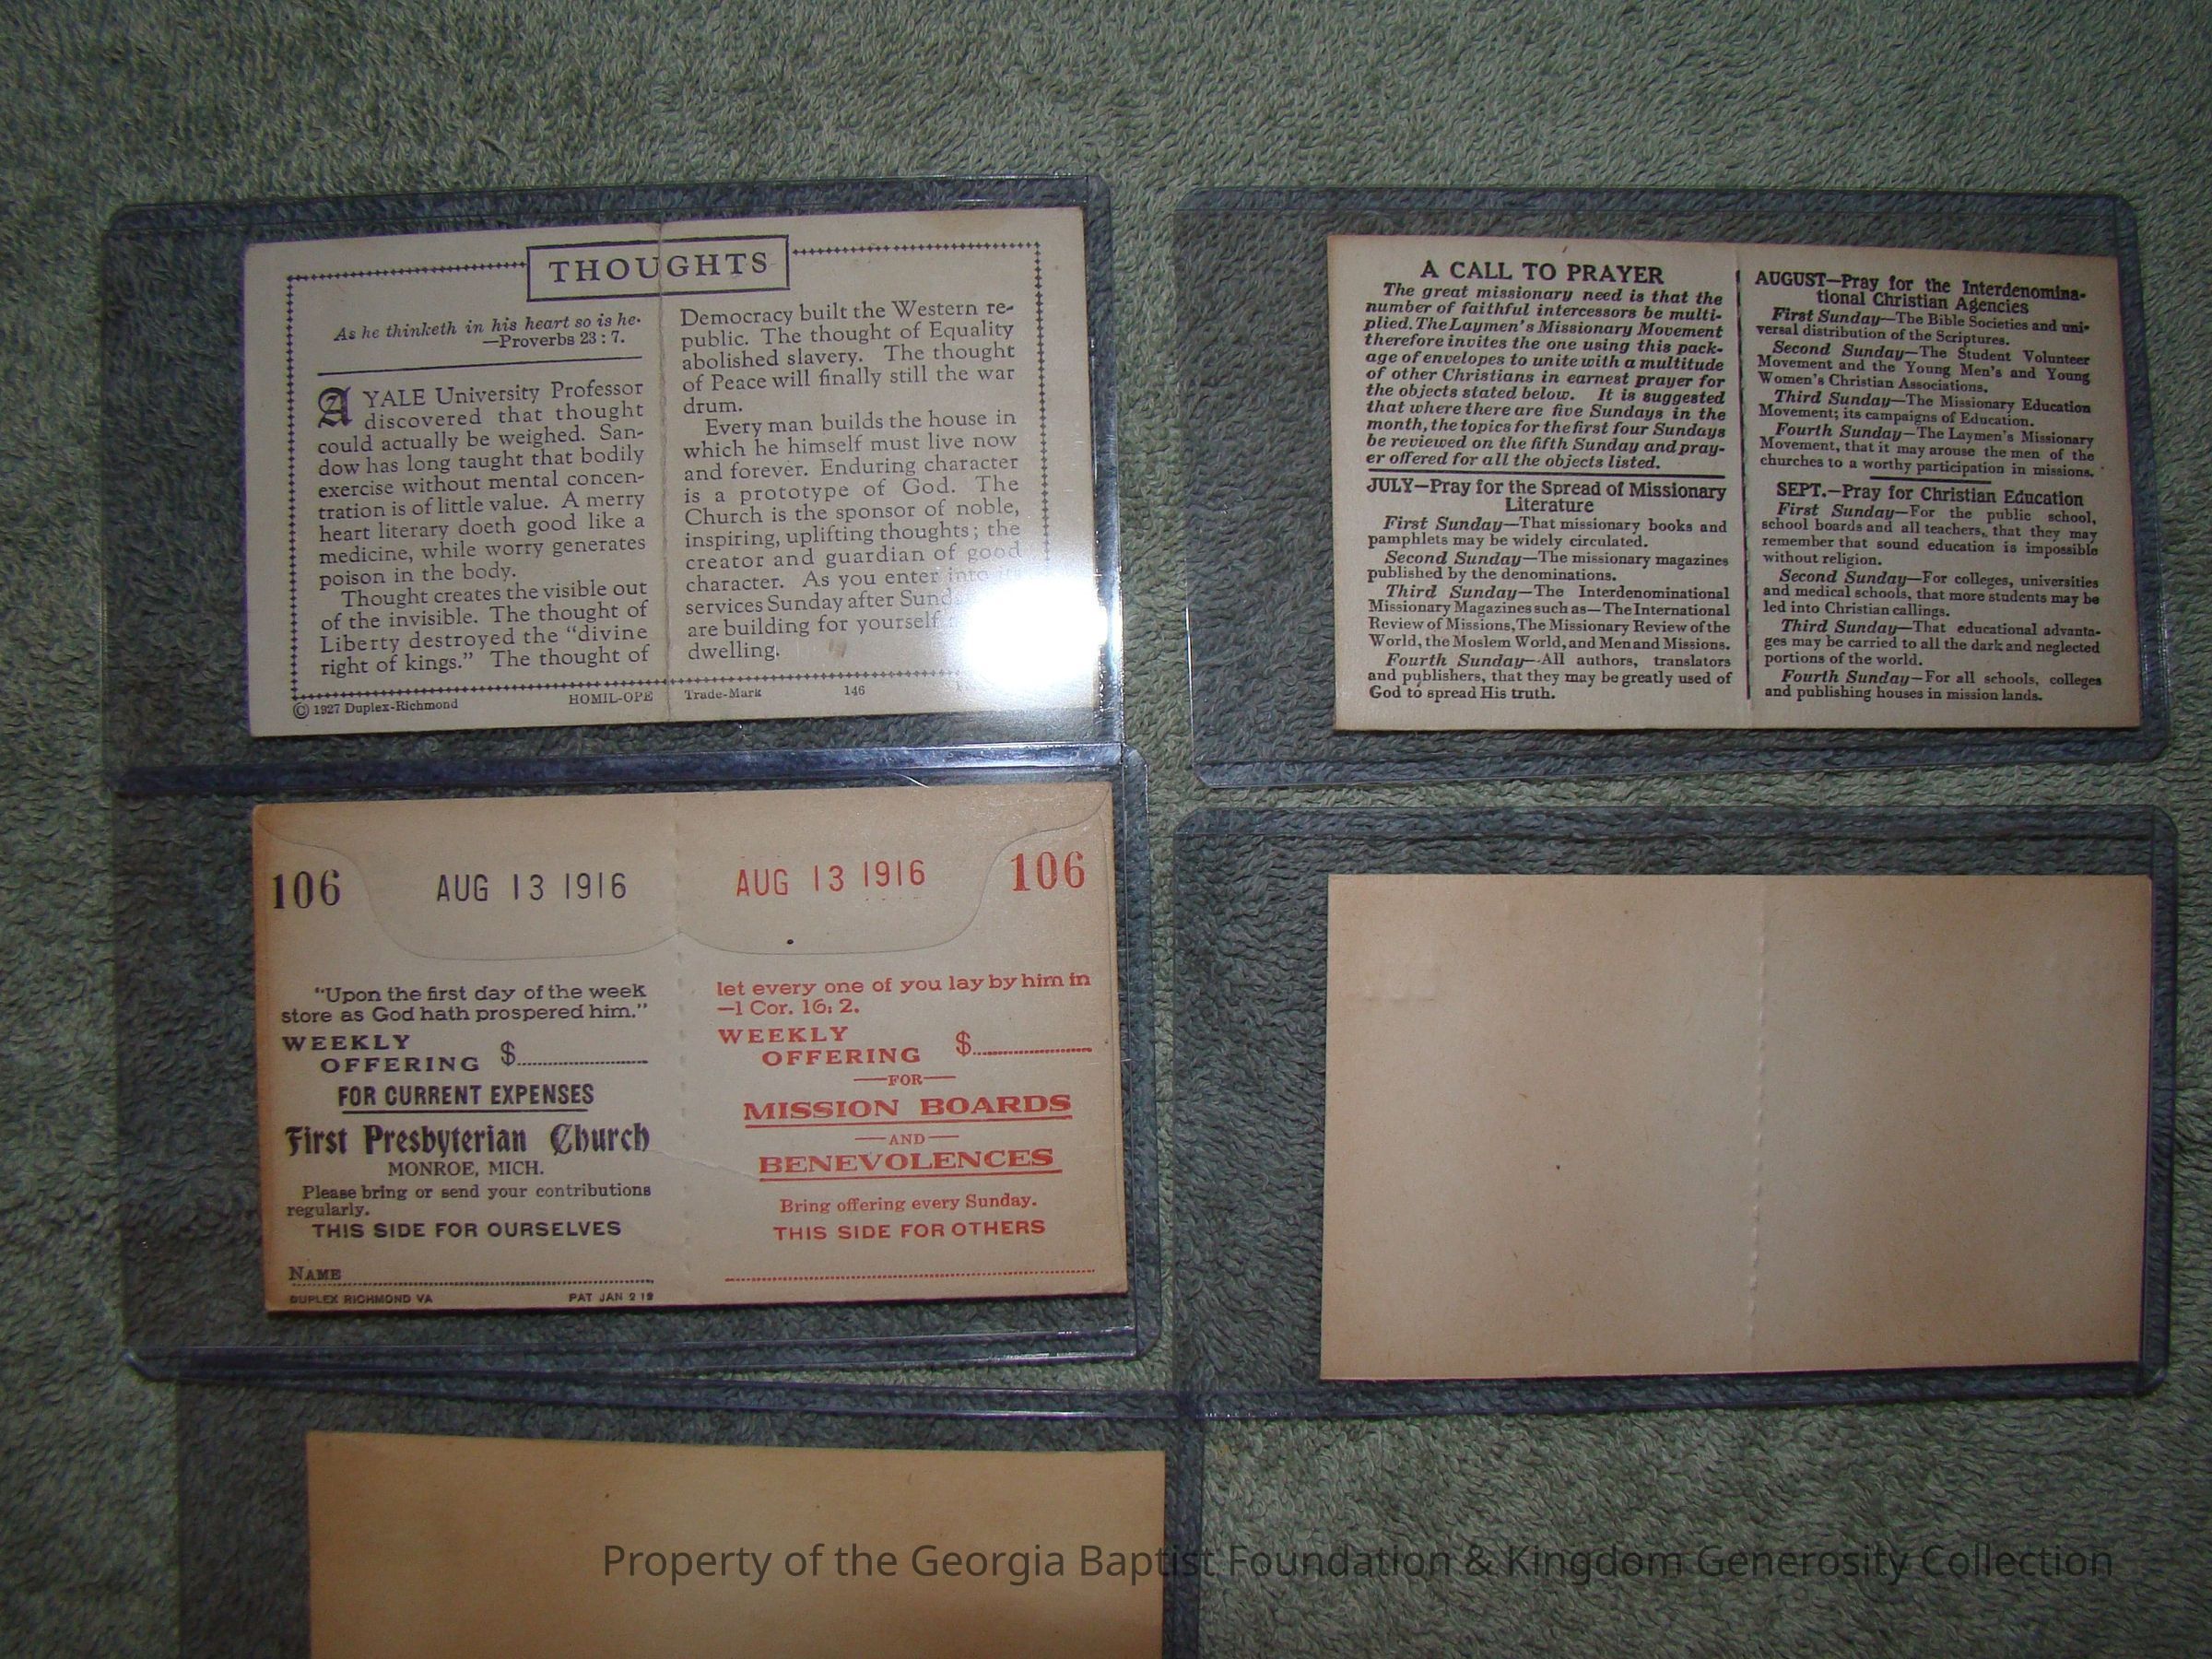 THOUGHTS
As he thinketh in his heart so is he.
—Proverbs 23 : 7.
A YALE University Professor
discovered that thought
could actually be weighed. San-
dow has long taught that bodily
exercise without mental concen-
tration is of little value. A merry
heart literary doeth good like a
medicine, while worry generates
poison in the body.
Thought creates the visible out
of the invisible. The thought of
Liberty destroyed the "divine
right of kings." The thought of
Democracy built the Western re-
public. The thought of Equality
abolished slavery. The thought
of Peace will finally still the war
drum.
Every man builds the house in
which he himself must live now
and forever. Enduring character
is a prototype of God. The
Church is the sponsor of noble,
inspiring, uplifting thoughts; the
creator and guardian of good
character. As you enter into its
services Sunday after
are building for yourself
dwelling.
© 1927 Duplex-Richmond HOMIL-OPE Trade-Mark 146
A CALL TO PRAYER
The great missionary need is that the
number of faithful intercessors be multi-
plied. The Laymen's Missionary Movement
therefore invites the one using this pack-
age of envelopes to unite with a multitude
of other Christians in earnest prayer for
the objects stated below. It is suggested
that where there are five Sundays in the
month, the topics for the first four Sundays
be reviewed on the fifth Sunday and pray-
er offered for all the objects listed.
JULY—Pray for the Spread of Missionary
Literature
First Sunday—That missionary books and
pamphlets may be widely circulated.
Second Sunday—The missionary magazines
published by the denominations.
Third Sunday—The Interdenominational
Missionary Magazines such as—The International
Review of Missions, The Missionary Review of the
World, the Moslem World, and Men and Missions.
Fourth Sunday—All authors, translators
and publishers, that they may be greatly used of
God to spread His truth.
AUGUST—Pray for the Interdenomina-
tional Christian Agencies
First Sunday—The Bible Societies and uni-
versal distribution of the Scriptures.
Second Sunday—The Student Volunteer
Movement and the Young Men's and Young
Women's Christian Associations.
Third Sunday—The Missionary Education
Movement; its campaigns of Education.
Fourth Sunday—The Laymen's Missionary
Movement, that it may arouse the men of the
churches to a worthy participation in missions.
SEPT.—Pray for Christian Education
First Sunday—For the public school,
school boards and all teachers, that they may
remember that sound education is impossible
without religion.
Second Sunday—For colleges, universities
and medical schools, that more students may be
led into Christian callings.
Third Sunday—That educational advanta-
ges may be carried to all the dark and neglected
portions of the world.
Fourth Sunday—For all schools, colleges
and publishing houses in mission lands.
106 AUG 13 1916
"Upon the first day of the week
store as God hath prospered him."
WEEKLY
OFFERING $
FOR CURRENT EXPENSES
First Presbyterian Church
MONROE, MICH.
Please bring or send your contributions
regularly.
THIS SIDE FOR OURSELVES
NAME
DUPLEX RICHMOND VA PAT JAN 2 19
AUG 13 1916 106
let every one of you lay by him in
—1 Cor. 16: 2.
WEEKLY
OFFERING $
—FOR—
MISSION BOARDS
—AND—
BENEVOLENCES
Bring offering every Sunday.
THIS SIDE FOR OTHERS
Property of the Georgia Baptist Foundation & Kingdom Generosity Collection